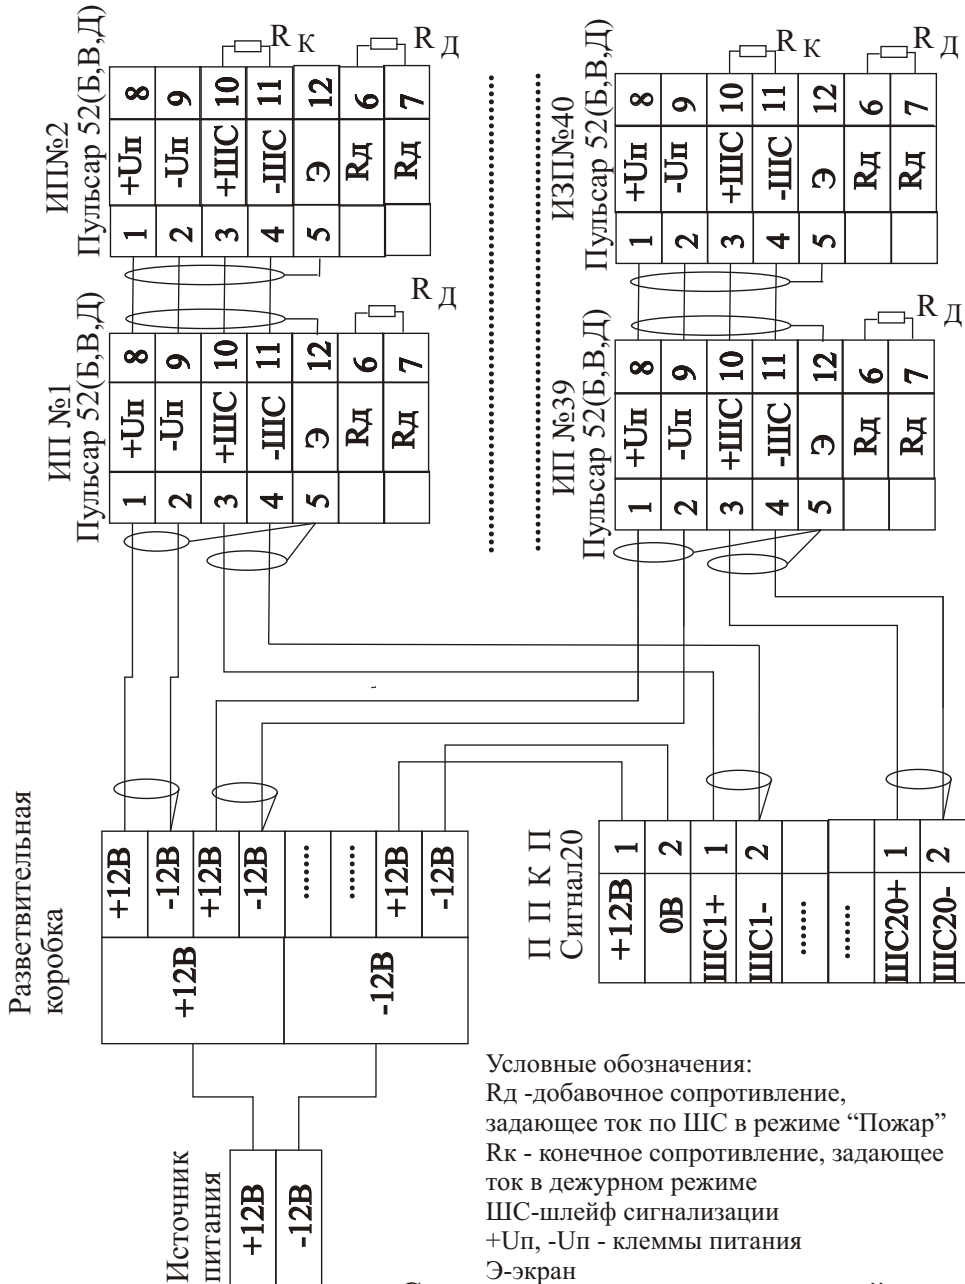 ИП№2
Пульсар 52(Б,В,Д)
8 9 10 11 12 6 7
+Uп -Uп +ШС -ШС Э Rд Rд
1 2 3 4 5
R К
R Д
ИЗП№40
Пульсар 52(Б,В,Д)
8 9 10 11 12 6 7
+Uп -Uп +ШС -ШС Э Rд Rд
1 2 3 4 5
R К
R Д
ИП №1
Пульсар 52(Б,В,Д)
8 9 10 11 12 6 7
+Uп -Uп +ШС -ШС Э Rд Rд
1 2 3 4 5
R Д
ИП №39
Пульсар 52(Б,В,Д)
8 9 10 11 12 6 7
+Uп -Uп +ШС -ШС Э Rд Rд
1 2 3 4 5
R Д
Разветвительная
коробка
+12В -12В +12В -12В ....... ....... +12В -12В
+12В -12В
П П К П
Сигнал20
1 2 1 2 1 2
+12В 0В ШС1+ ШС1- ....... ....... ШС20+ ШС20-
Источник
питания
+12В -12В
Условные обозначения:
Rд -добавочное сопротивление,
задающее ток по ШС в режиме “Пожар”
Rк - конечное сопротивление, задающее
ток в дежурном режиме
ШС-шлейф сигнализации
+Uп, -Uп - клеммы питания
Э-экран